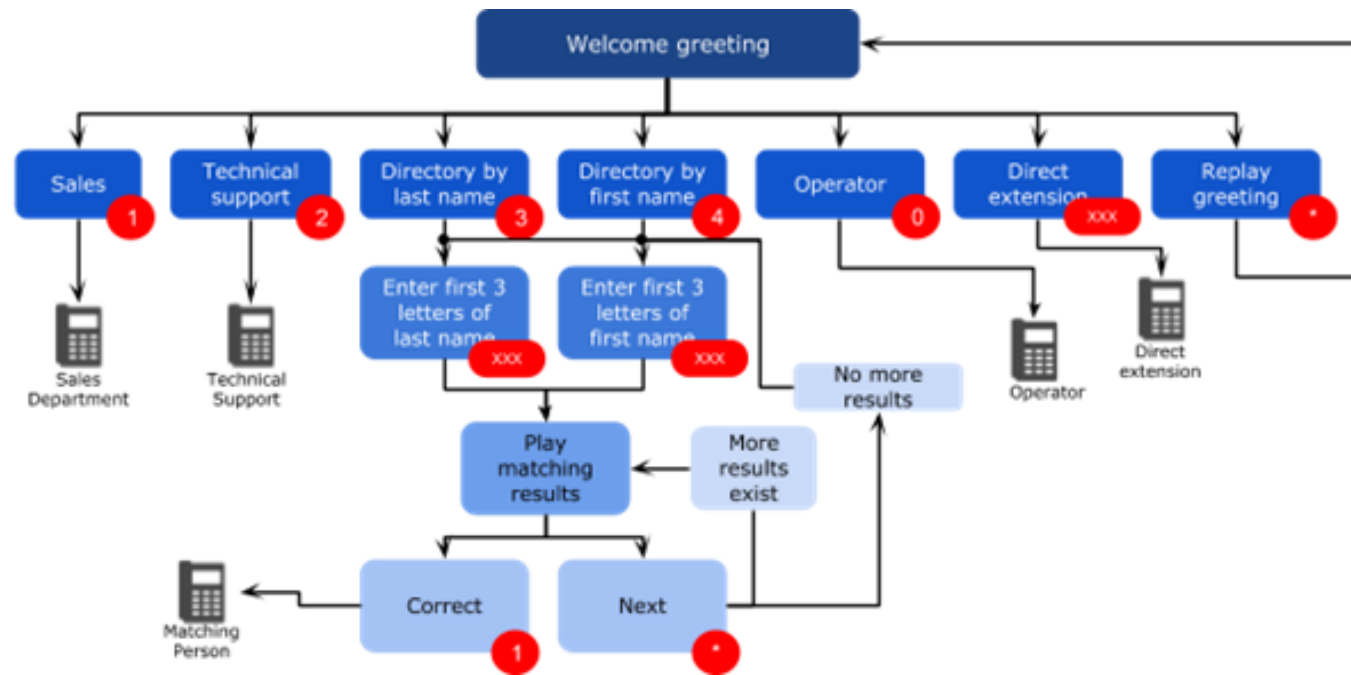 Welcome greeting
Sales
1
Technical
support
2
Directory by
last name
3
Directory by
first name
4
Operator
0
Direct
extension
xxx
Replay
greeting
*
Enter first 3
letters of
last name
xxx
Enter first 3
letters of
first name
xxx
Sales
Department
Technical
Support
Operator
Direct
extension
No more
results
Play
matching
results
More
results
exist
Matching
Person
Correct
1
Next
*